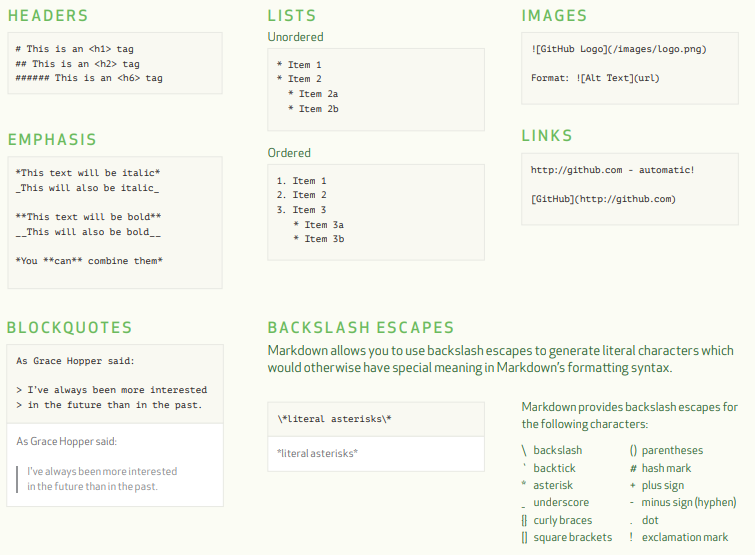 HEADERS
# This is an <h1> tag
## This is an <h2> tag
###### This is an <h6> tag
EMPHASIS
*This text will be italic*
_This will also be italic_
**This text will be bold**
__This will also be bold__
*You **can** combine them*
LISTS
Unordered
* Item 1
* Item 2
  * Item 2a
  * Item 2b
Ordered
1. Item 1
2. Item 2
3. Item 3
   * Item 3a
   * Item 3b
IMAGES
![GitHub Logo](/images/logo.png)
Format: ![Alt Text](url)
LINKS
http://github.com - automatic!
[GitHub](http://github.com)
BLOCKQUOTES
As Grace Hopper said:
> I've always been more interested
> in the future than in the past.
As Grace Hopper said:
I've always been more interested
in the future than in the past.
BACKSLASH ESCAPES
Markdown allows you to use backslash escapes to generate literal characters which
would otherwise have special meaning in Markdown's formatting syntax.
\*literal asterisks\*
*literal asterisks*
Markdown provides backslash escapes for
the following characters:
\ backslash
` backtick
* asterisk
_ underscore
{} curly braces
[] square brackets
() parentheses
# hash mark
+ plus sign
- minus sign (hyphen)
. dot
! exclamation mark